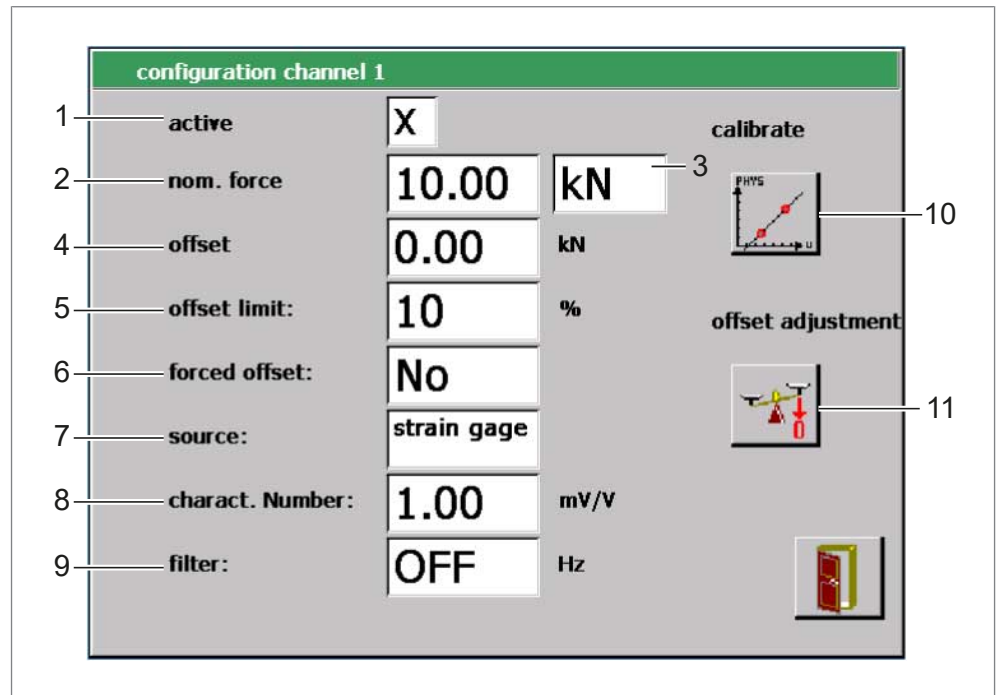 configuration channel 1
1 active X
calibrate
2 nom. force 10.00 kN 3
PHYS
U
10
4 offset 0.00 kN
5 offset limit: 10 %
offset adjustment
6 forced offset: No
0
11
7 source: strain gage
8 charact. Number: 1.00 mV/V
9 filter: OFF Hz